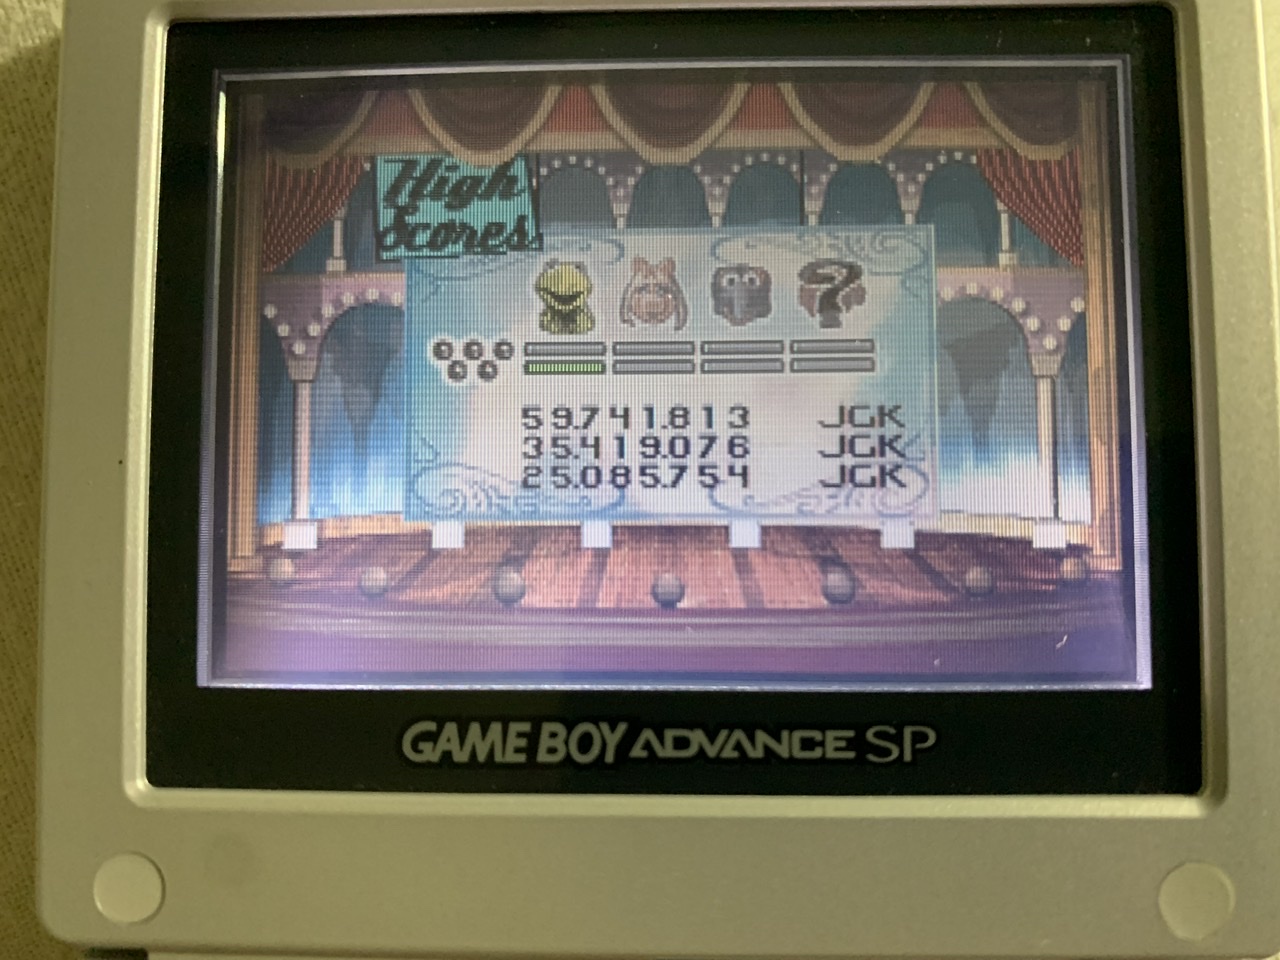 High
Scores
?
59.741.813 JGK
35.419.076 JGK
25.085.754 JGK
GAME BOY ADVANCE SP